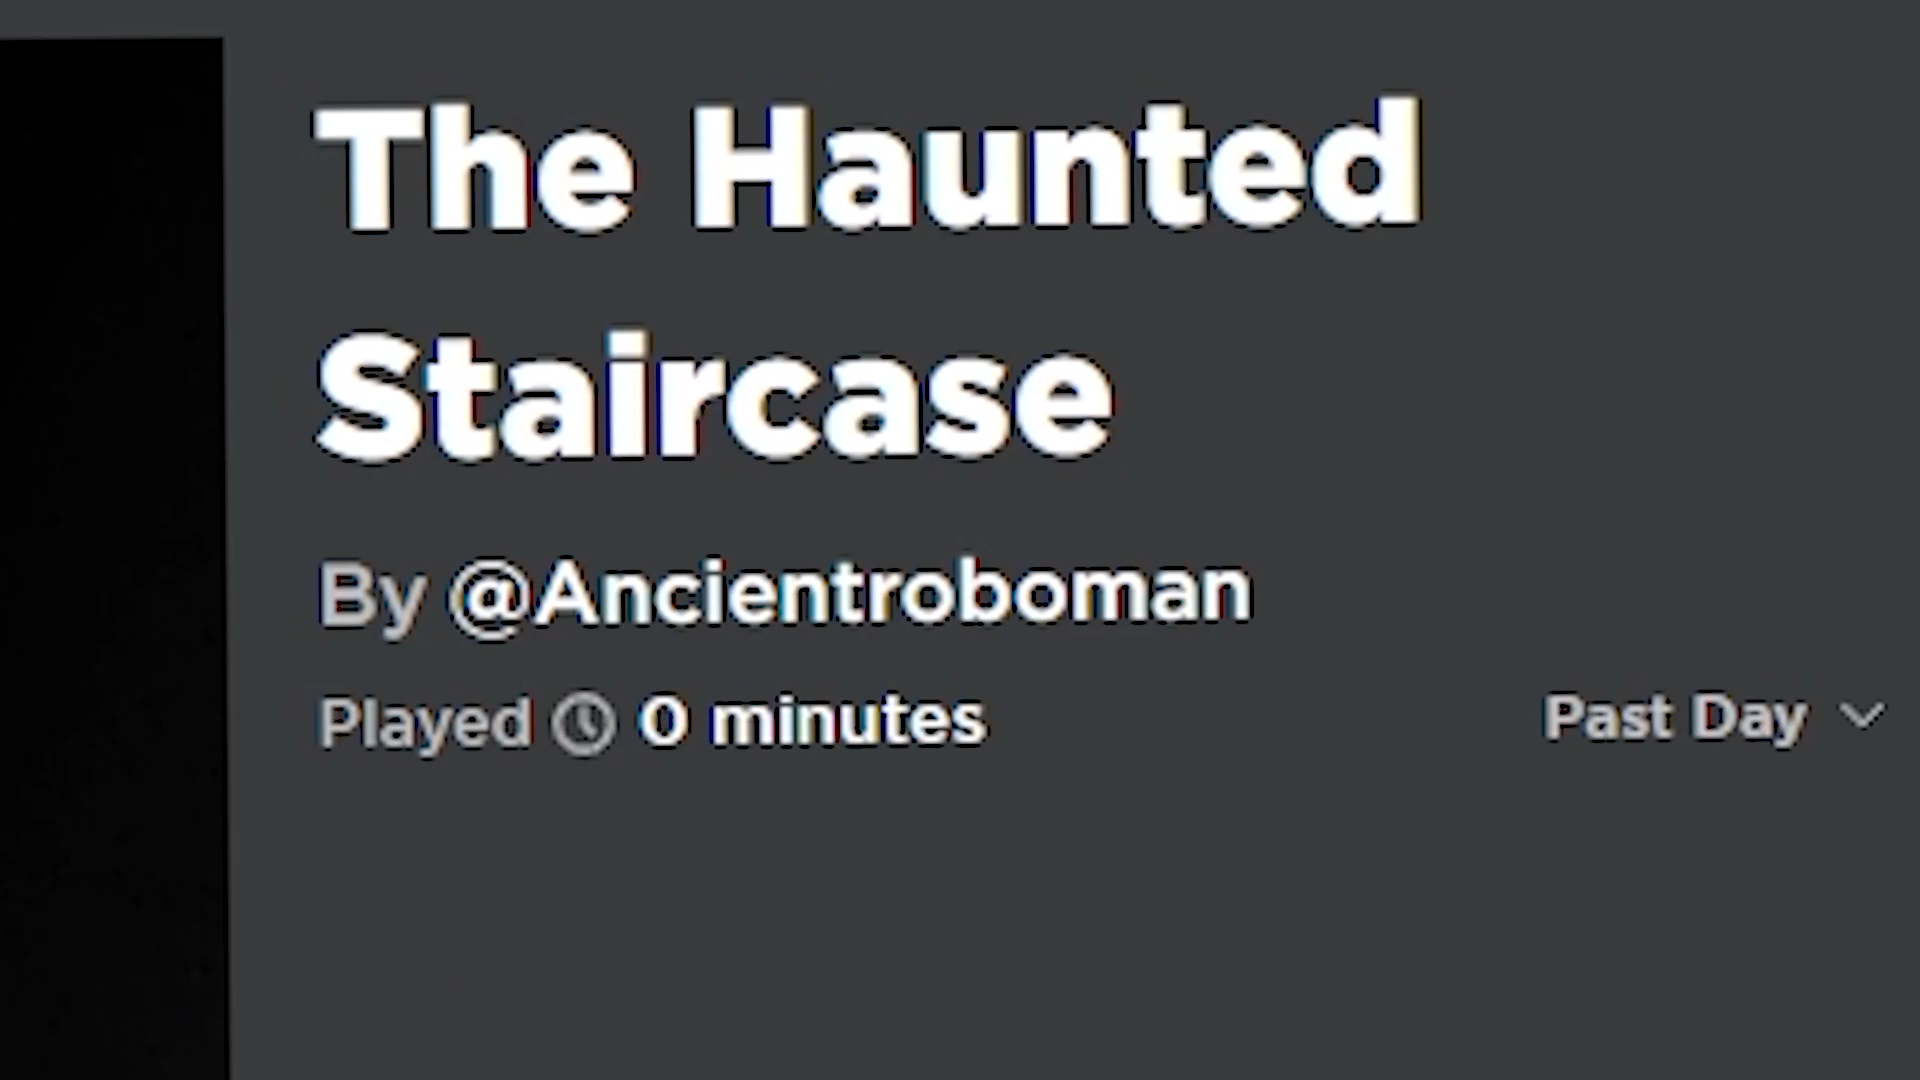 The Haunted
Staircase
By @Ancientroboman
Played 0 minutes
Past Day